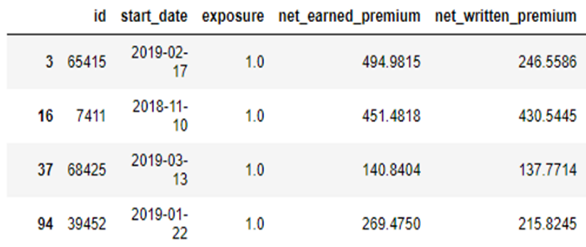 id start_date exposure net_earned_premium net_written_premium
3 65415 2019-02-17 1.0 494.9815 246.5586
16 7411 2018-11-10 1.0 451.4818 430.5445
37 68425 2019-03-13 1.0 140.8404 137.7714
94 39452 2019-01-22 1.0 269.4750 215.8245